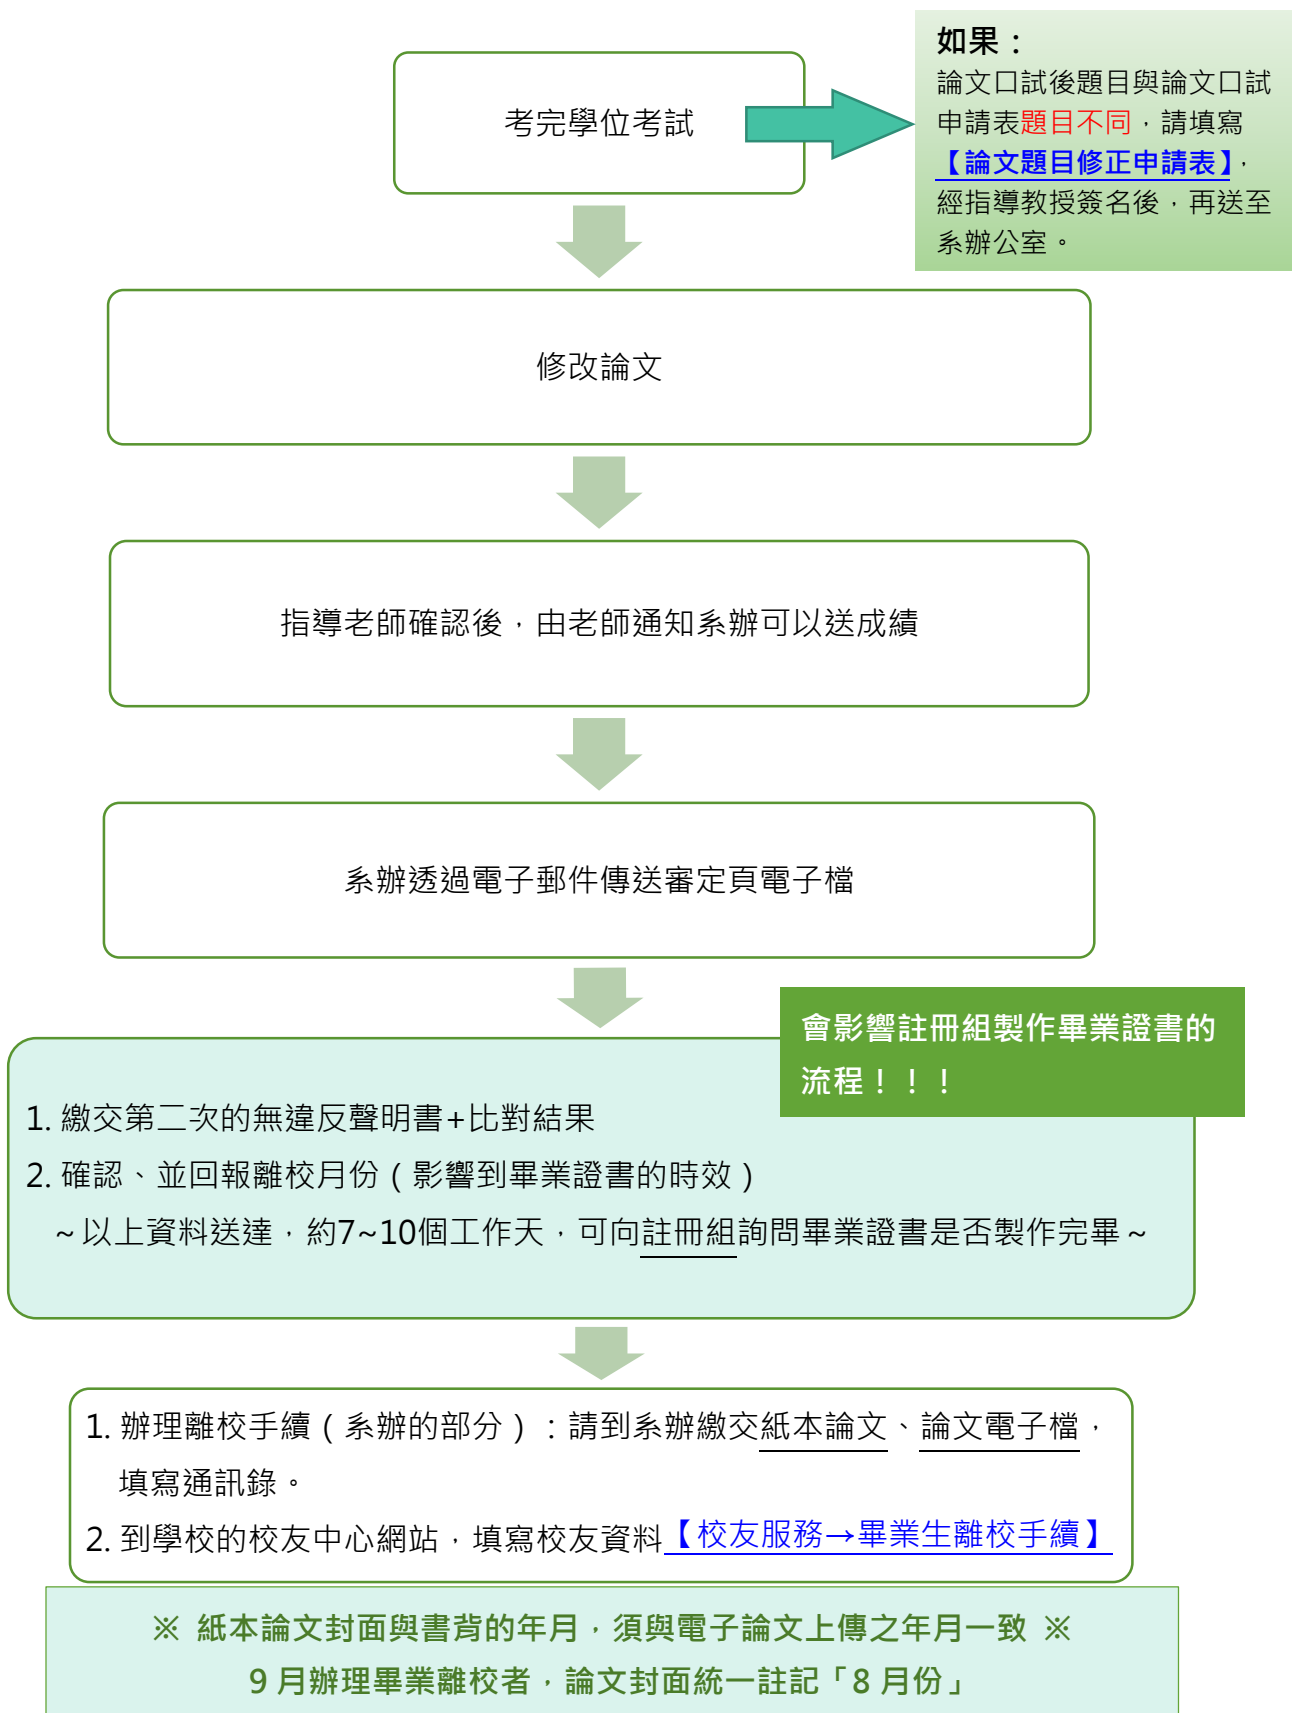 考完學位考試
如果：
論文口試後題目與論文口試
申請表題目不同，請填寫
【論文題目修正申請表】，
經指導教授簽名後，再送至
系辦公室。
修改論文
指導老師確認後，由老師通知系辦可以送成績
系辦透過電子郵件傳送審定頁電子檔
會影響註冊組製作畢業證書的
流程！！！
1. 繳交第二次的無違反聲明書+比對結果
2. 確認、並回報離校月份（影響到畢業證書的時效）
~以上資料送達，約7~10個工作天，可向註冊組詢問畢業證書是否製作完畢~
1. 辦理離校手續（系辦的部分）：請到系辦繳交紙本論文、論文電子檔，
填寫通訊錄。
2. 到學校的校友中心網站，填寫校友資料【校友服務→畢業生離校手續】
※ 紙本論文封面與書背的年月，須與電子論文上傳之年月一致 ※
9 月辦理畢業離校者，論文封面統一註記「8 月份」